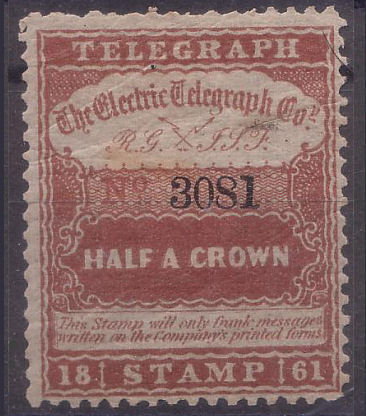 TELEGRAPH
The Electric Telegraph Coy
No 3081
HALF A CROWN
This Stamp will only frank messages
written on the Company's printed forms
18 STAMP 61